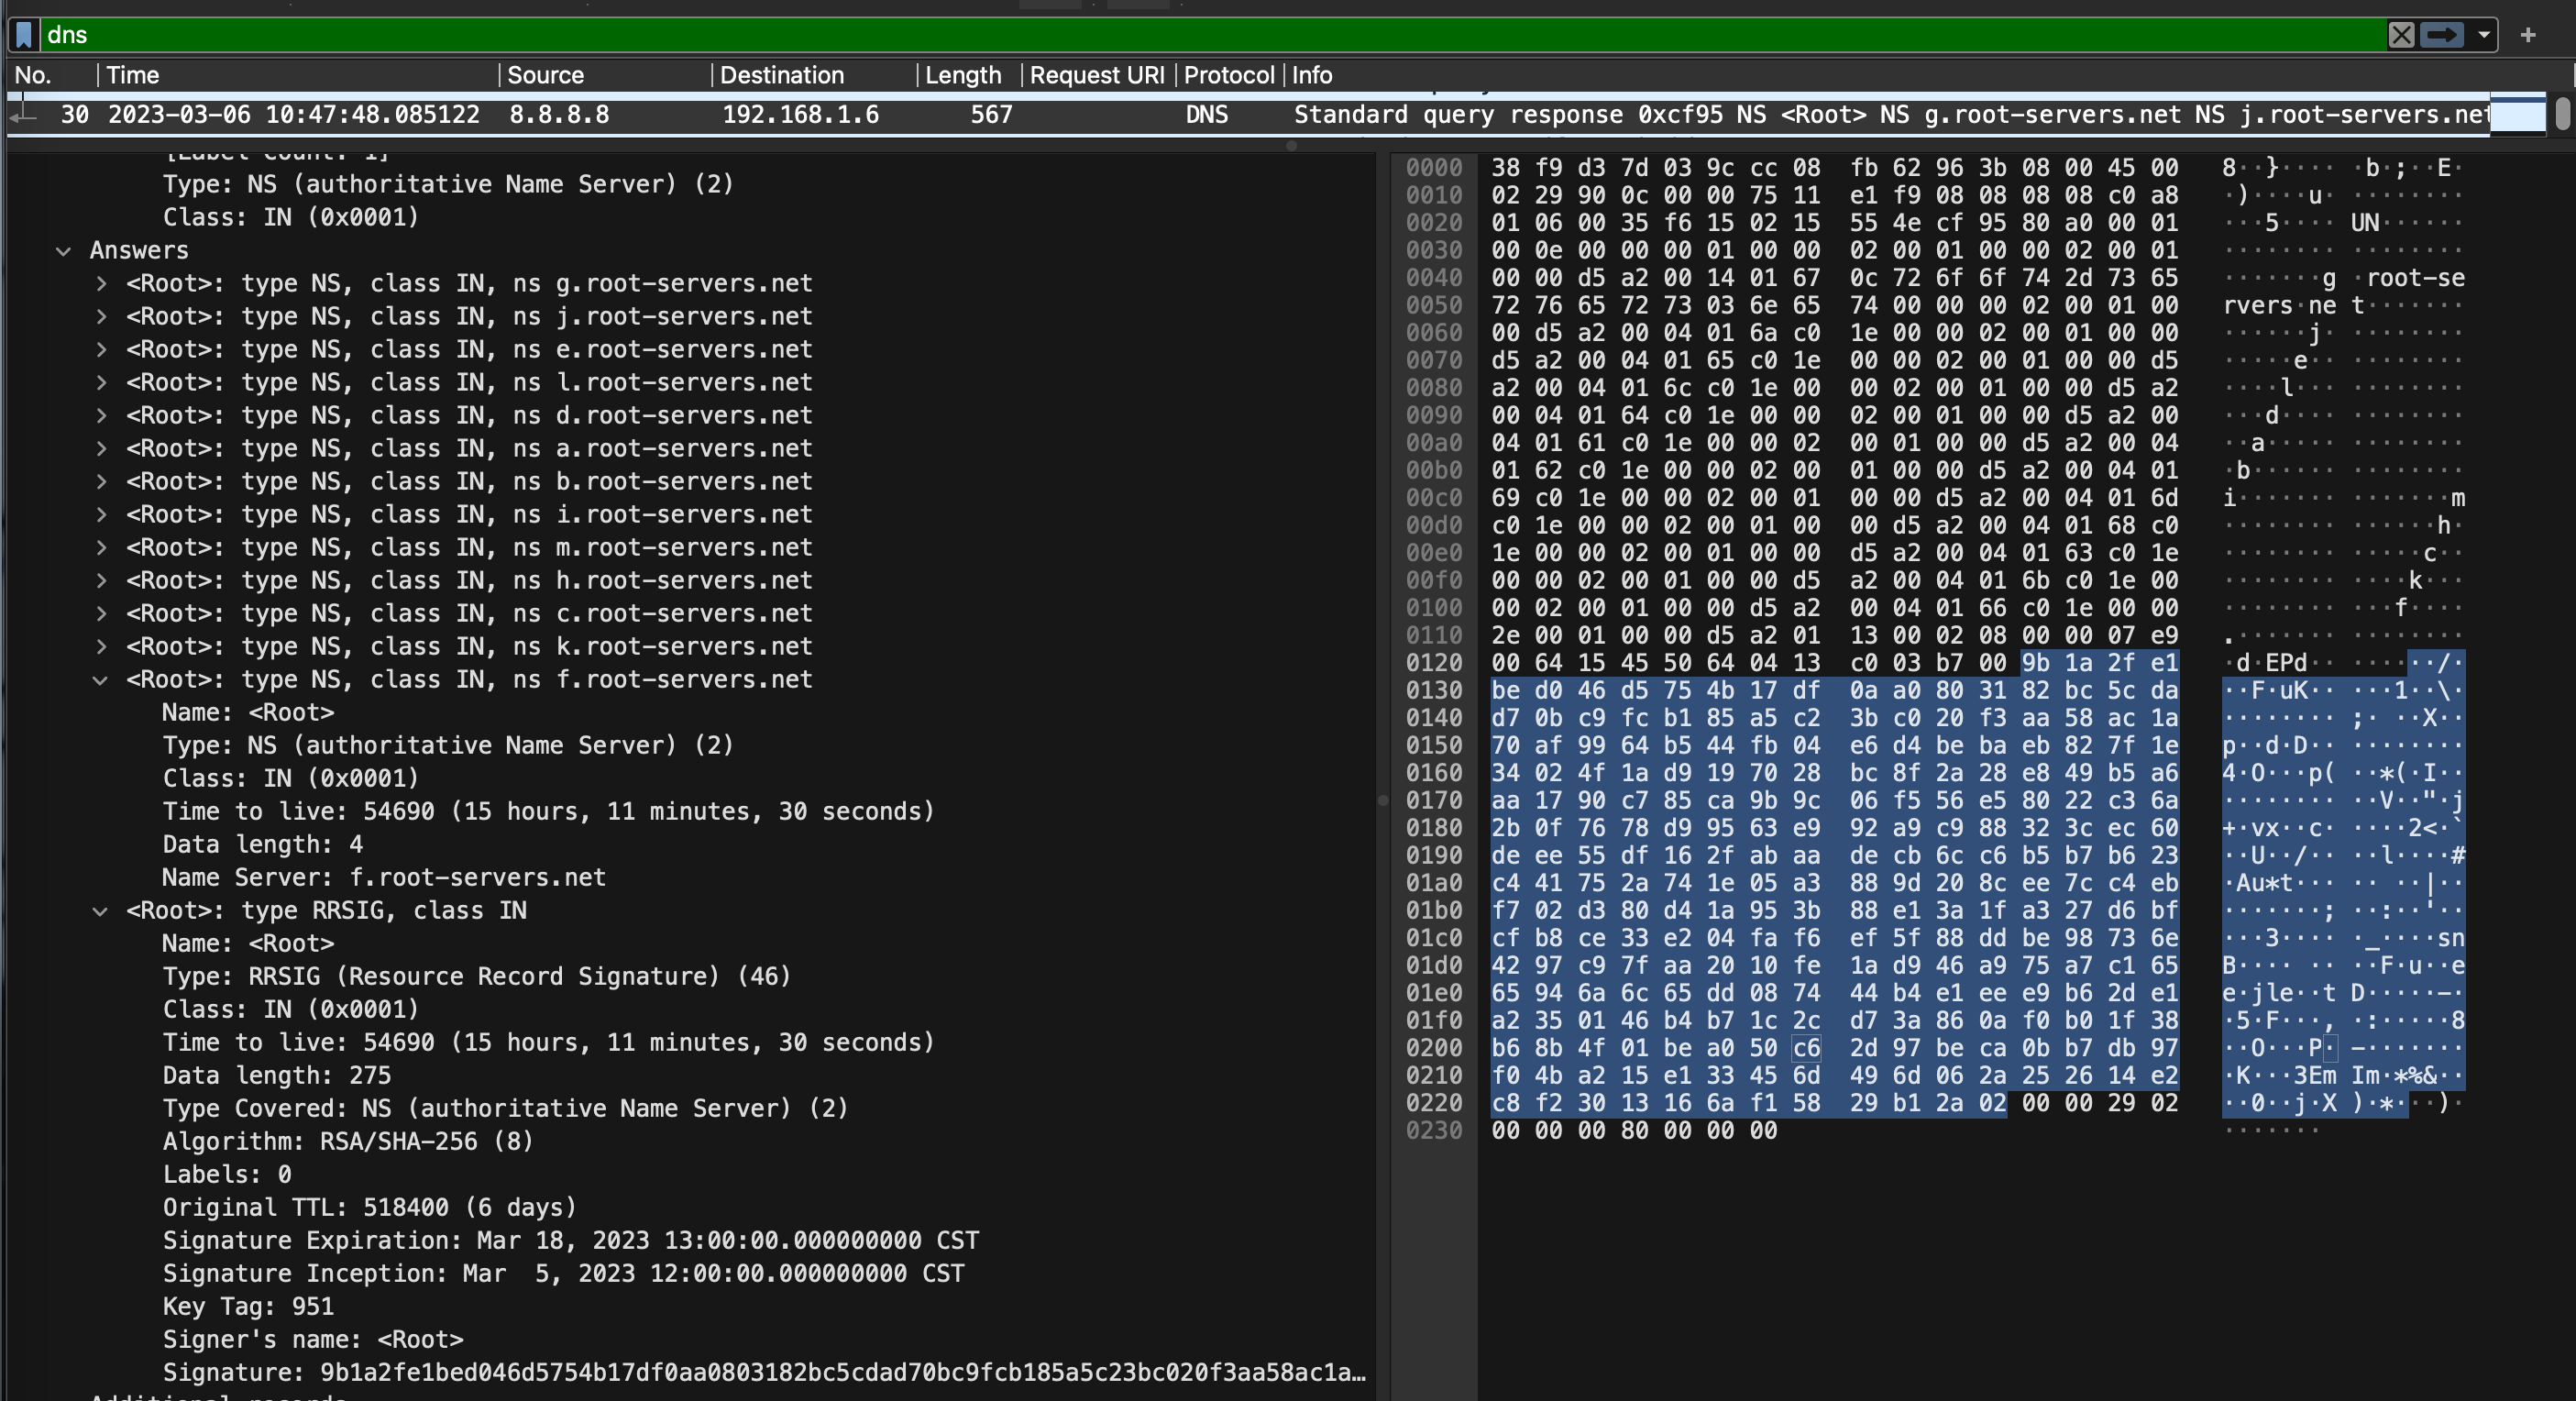 dns
No. Time Source Destination Length Request URI Protocol Info
30 2023-03-06 10:47:48.085122 8.8.8.8 192.168.1.6 567 DNS Standard query response 0xcf95 NS <Root> NS g.root-servers.net NS j.root-servers.net
[Label Count: 1]
Type: NS (authoritative Name Server) (2)
Class: IN (0x0001)
Answers
<Root>: type NS, class IN, ns g.root-servers.net
<Root>: type NS, class IN, ns j.root-servers.net
<Root>: type NS, class IN, ns e.root-servers.net
<Root>: type NS, class IN, ns l.root-servers.net
<Root>: type NS, class IN, ns d.root-servers.net
<Root>: type NS, class IN, ns a.root-servers.net
<Root>: type NS, class IN, ns b.root-servers.net
<Root>: type NS, class IN, ns i.root-servers.net
<Root>: type NS, class IN, ns m.root-servers.net
<Root>: type NS, class IN, ns h.root-servers.net
<Root>: type NS, class IN, ns c.root-servers.net
<Root>: type NS, class IN, ns k.root-servers.net
<Root>: type NS, class IN, ns f.root-servers.net
Name: <Root>
Type: NS (authoritative Name Server) (2)
Class: IN (0x0001)
Time to live: 54690 (15 hours, 11 minutes, 30 seconds)
Data length: 4
Name Server: f.root-servers.net
<Root>: type RRSIG, class IN
Name: <Root>
Type: RRSIG (Resource Record Signature) (46)
Class: IN (0x0001)
Time to live: 54690 (15 hours, 11 minutes, 30 seconds)
Data length: 275
Type Covered: NS (authoritative Name Server) (2)
Algorithm: RSA/SHA-256 (8)
Labels: 0
Original TTL: 518400 (6 days)
Signature Expiration: Mar 18, 2023 13:00:00.000000000 CST
Signature Inception: Mar  5, 2023 12:00:00.000000000 CST
Key Tag: 951
Signer's name: <Root>
Signature: 9b1a2fe1bed046d5754b17df0aa0803182bc5cdad70bc9fcb185a5c23bc020f3aa58ac1a…
Additional records
0000 38 f9 d3 7d 03 9c cc 08 fb 62 96 3b 08 00 45 00 8··}···· ·b·;··E·
0010 02 29 90 0c 00 00 75 11 e1 f9 08 08 08 08 c0 a8 ·)····u· ········
0020 01 06 00 35 f6 15 02 15 55 4e cf 95 80 a0 00 01 ···5···· UN······
0030 00 0e 00 00 00 01 00 00 02 00 01 00 00 02 00 01 ········ ········
0040 00 00 d5 a2 00 14 01 67 0c 72 6f 6f 74 2d 73 65 ·······g ·root-se
0050 72 76 65 72 73 03 6e 65 74 00 00 00 02 00 01 00 rvers·ne t·······
0060 00 d5 a2 00 04 01 6a c0 1e 00 00 02 00 01 00 00 ······j· ········
0070 d5 a2 00 04 01 65 c0 1e 00 00 02 00 01 00 00 d5 ·····e·· ········
0080 a2 00 04 01 6c c0 1e 00 00 02 00 01 00 00 d5 a2 ····l··· ········
0090 00 04 01 64 c0 1e 00 00 02 00 01 00 00 d5 a2 00 ···d···· ········
00a0 04 01 61 c0 1e 00 00 02 00 01 00 00 d5 a2 00 04 ··a····· ········
00b0 01 62 c0 1e 00 00 02 00 01 00 00 d5 a2 00 04 01 ·b······ ········
00c0 69 c0 1e 00 00 02 00 01 00 00 d5 a2 00 04 01 6d i······· ·······m
00d0 c0 1e 00 00 02 00 01 00 00 d5 a2 00 04 01 68 c0 ········ ······h·
00e0 1e 00 00 02 00 01 00 00 d5 a2 00 04 01 63 c0 1e ········ ·····c··
00f0 00 00 02 00 01 00 00 d5 a2 00 04 01 6b c0 1e 00 ········ ····k···
0100 00 02 00 01 00 00 d5 a2 00 04 01 66 c0 1e 00 00 ········ ···f····
0110 2e 00 01 00 00 d5 a2 01 13 00 02 08 00 00 07 e9 .······· ········
0120 00 64 15 45 50 64 04 13 c0 03 b7 00 9b 1a 2f e1 ·d·EPd·· ······/·
0130 be d0 46 d5 75 4b 17 df 0a a0 80 31 82 bc 5c da ··F·uK·· ···1··\·
0140 d7 0b c9 fc b1 85 a5 c2 3b c0 20 f3 aa 58 ac 1a ········ ;· ··X··
0150 70 af 99 64 b5 44 fb 04 e6 d4 be ba eb 82 7f 1e p··d·D·· ········
0160 34 02 4f 1a d9 19 70 28 bc 8f 2a 28 e8 49 b5 a6 4·O···p( ··*(·I··
0170 aa 17 90 c7 85 ca 9b 9c 06 f5 56 e5 80 22 c3 6a ········ ··V··"·j
0180 2b 0f 76 78 d9 95 63 e9 92 a9 c9 88 32 3c ec 60 +·vx··c· ····2<·`
0190 de ee 55 df 16 2f ab aa de cb 6c c6 b5 b7 b6 23 ··U··/·· ··l····#
01a0 c4 41 75 2a 74 1e 05 a3 88 9d 20 8c ee 7c c4 eb ·Au*t··· ·· ··|··
01b0 f7 02 d3 80 d4 1a 95 3b 88 e1 3a 1f a3 27 d6 bf ·······; ··:··'··
01c0 cf b8 ce 33 e2 04 fa f6 ef 5f 88 dd be 98 73 6e ···3···· ·_····sn
01d0 42 97 c9 7f aa 20 10 fe 1a d9 46 a9 75 a7 c1 65 B···· ·· ··F·u··e
01e0 65 94 6a 6c 65 dd 08 74 44 b4 e1 ee e9 b6 2d e1 e·jle··t D·····-·
01f0 a2 35 01 46 b4 b7 1c 2c d7 3a 86 0a f0 b0 1f 38 ·5·F···, ·:·····8
0200 b6 8b 4f 01 be a0 50 c6 2d 97 be ca 0b b7 db 97 ··O···P· -·······
0210 f0 4b a2 15 e1 33 45 6d 49 6d 06 2a 25 26 14 e2 ·K···3Em Im·*%&··
0220 c8 f2 30 13 16 6a f1 58 29 b1 2a 02 00 00 29 02 ··0··j·X )·*···)·
0230 00 00 00 80 00 00 00 ·······